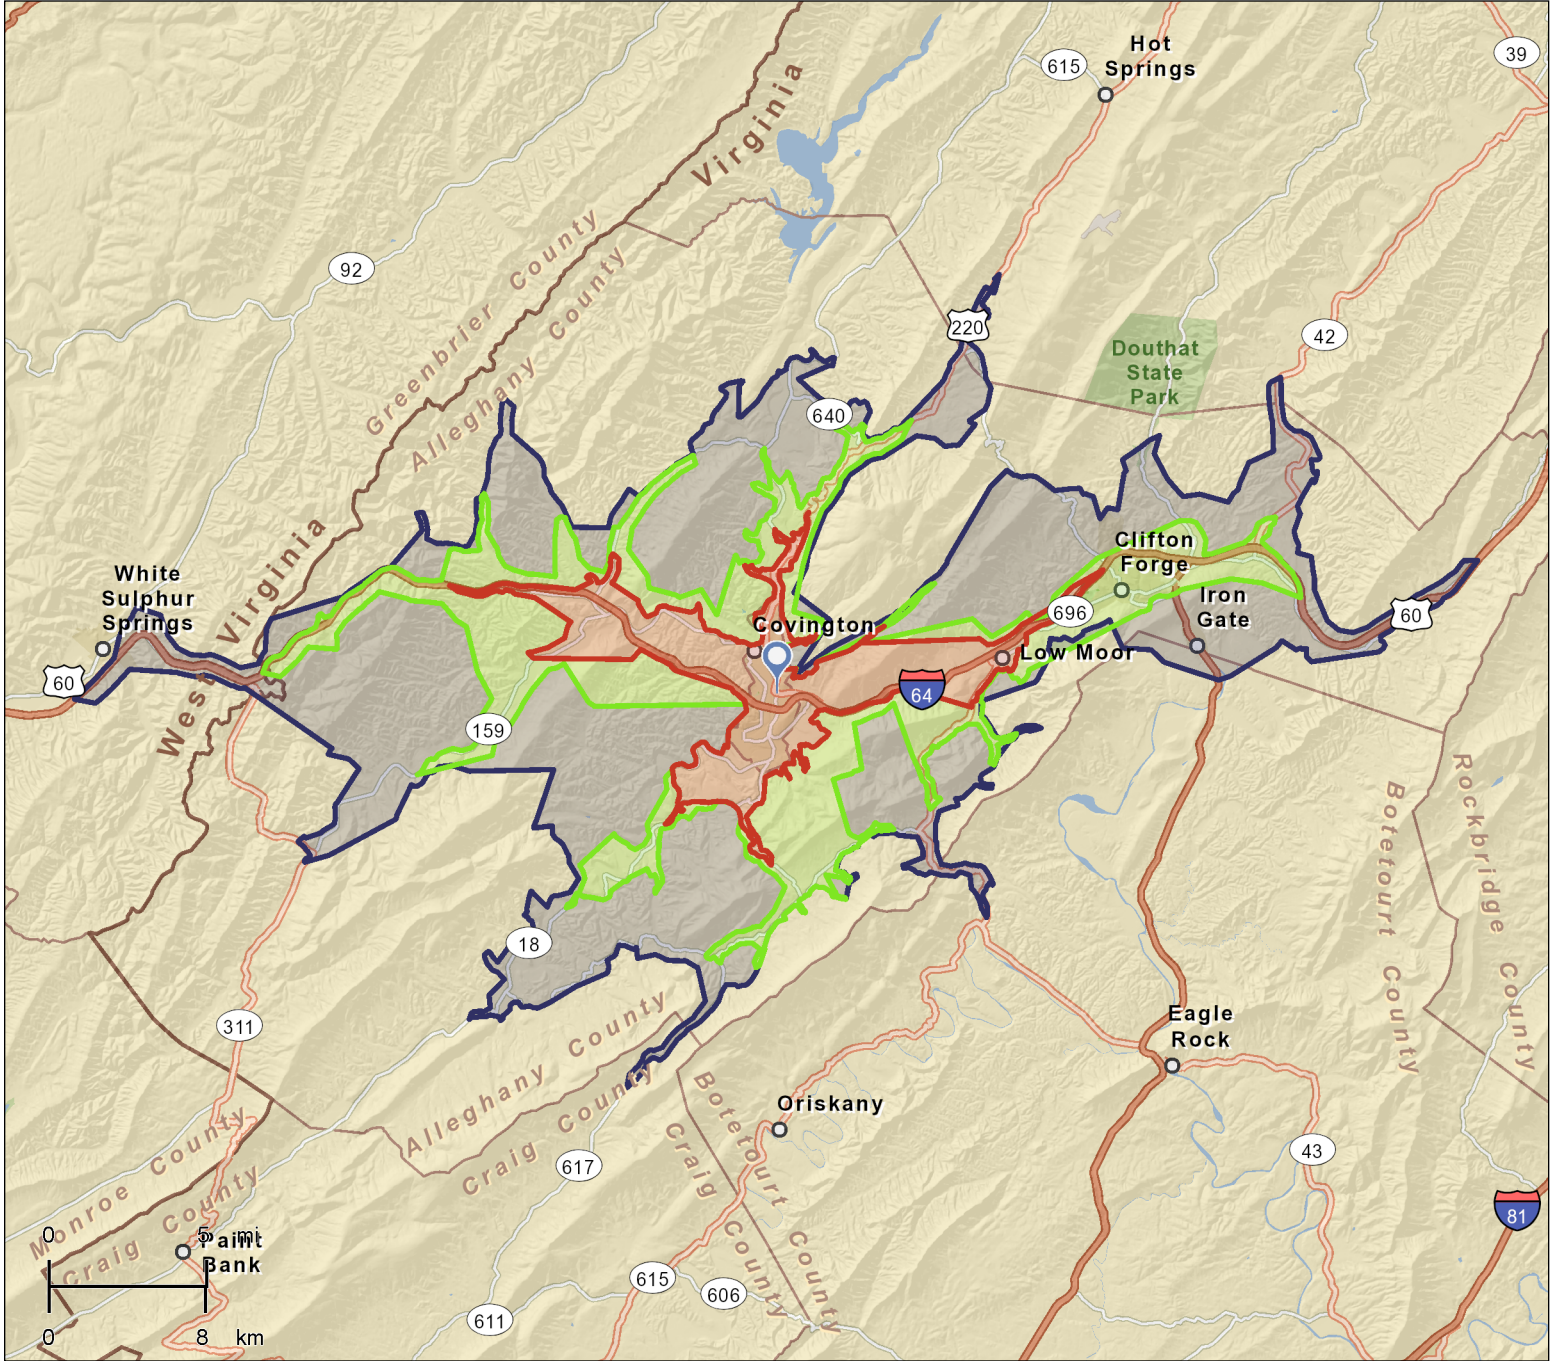 Hot
Springs
615
39
Virginia
92
Greenbrier County
Alleghany County
220
42
Douthat
State
Park
640
White
Sulphur
Springs
West Virginia
Clifton
Forge
Iron
Gate
696
60
Covington
Low Moor
60
64
159
Rockbridge County
Botetourt County
18
311
Alleghany County
Craig County
Eagle
Rock
Oriskany
Botetourt County
Craig County
617
43
Monroe County
Craig County
81
Paint
Bank
0 5 mi
0 8 km
615
606
611